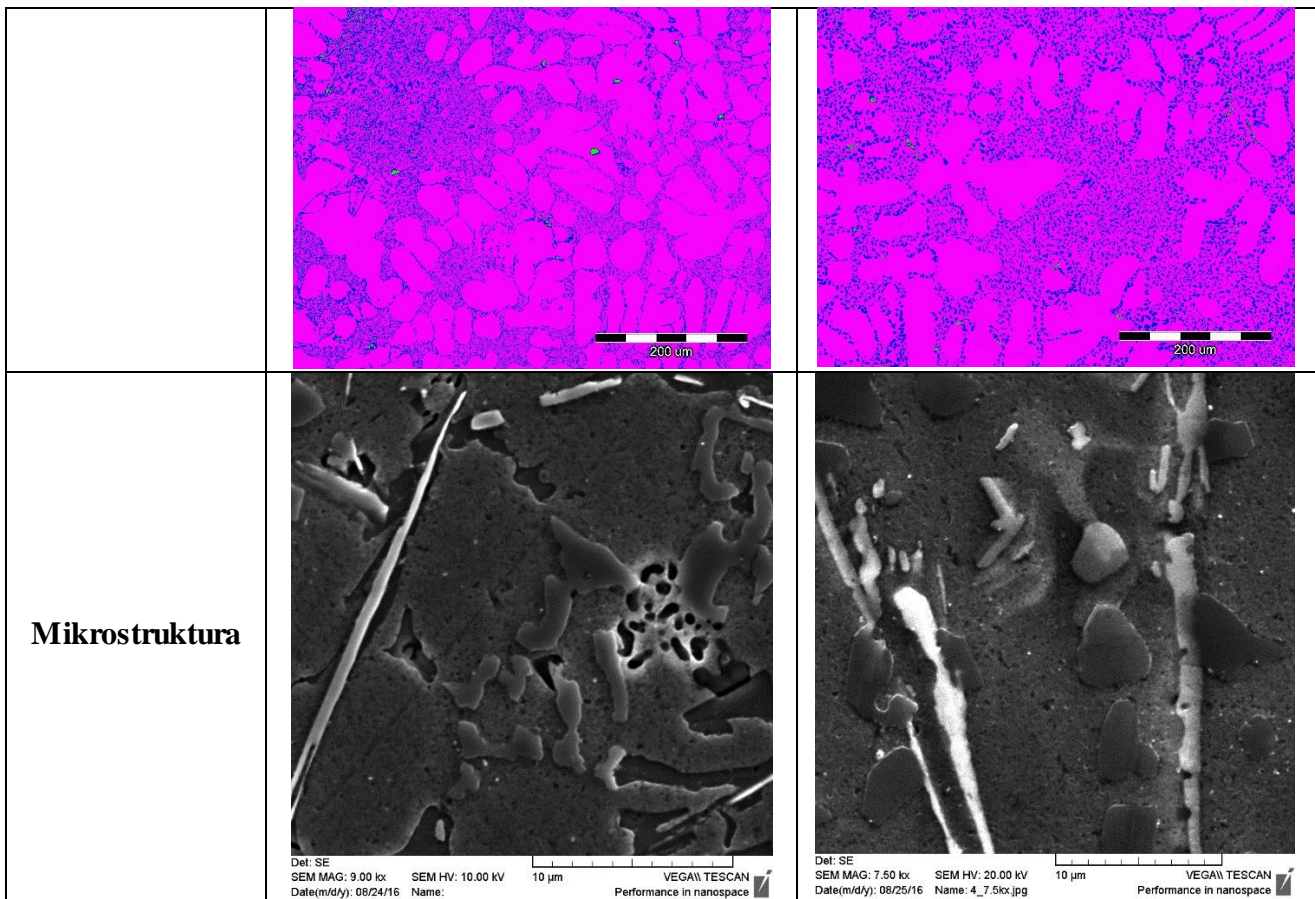 200 um
200 um
Mikrostruktura
Det: SE
SEM MAG: 9.00 kx SEM HV: 10.00 kV 10 µm VEGA\\ TESCAN
Date(m/d/y): 08/24/16 Name: Performance in nanospace
Det: SE
SEM MAG: 7.50 kx SEM HV: 20.00 kV 10 µm VEGA\\ TESCAN
Date(m/d/y): 08/25/16 Name: 4_7.5kx.jpg Performance in nanospace